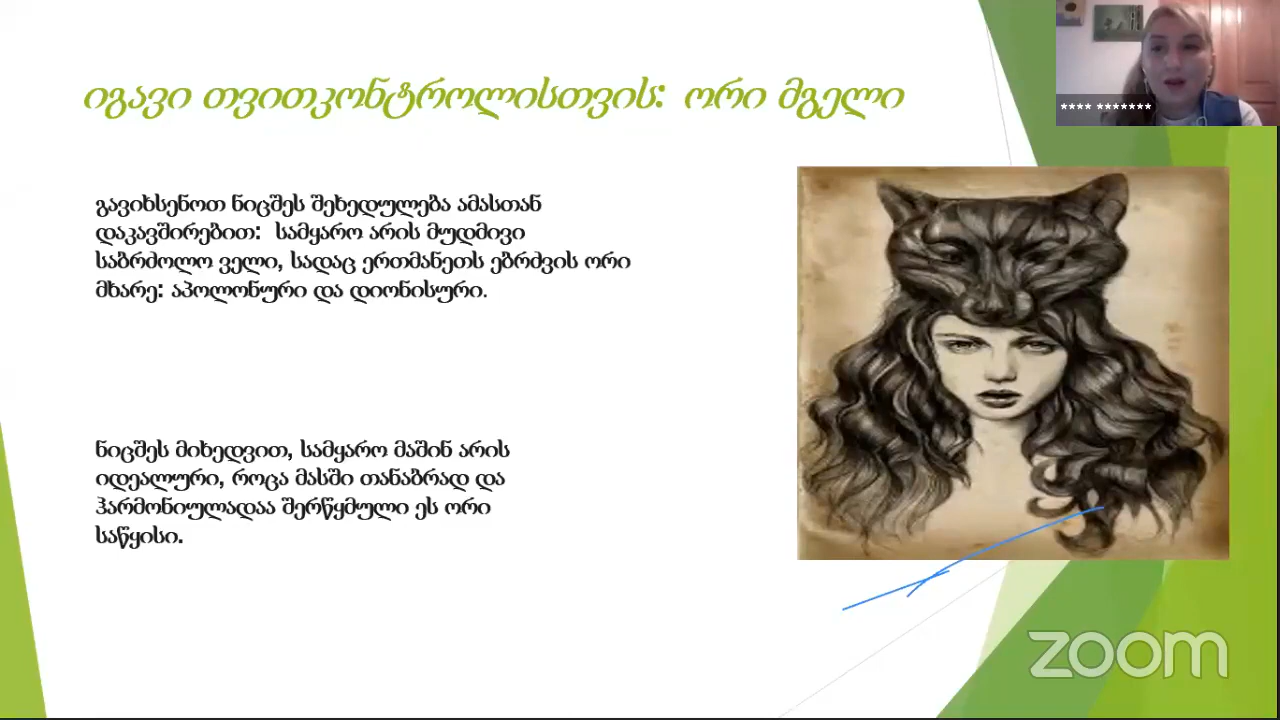 იგავი თვითკონტროლისთვის: ორი მგელი
**** *******
გავიხსენოთ ნიცშეს შეხედულება ამასთან
დაკავშირებით: სამყარო არის მუდმივი
საბრძოლო ველი, სადაც ერთმანეთს ებრძვის ორი
მხარე: აპოლონური და დიონისური.
ნიცშეს მიხედვით, სამყარო მაშინ არის
იდეალური, როცა მასში თანაბრად და
ჰარმონიულადაა შერწყმული ეს ორი
საწყისი.
zoom